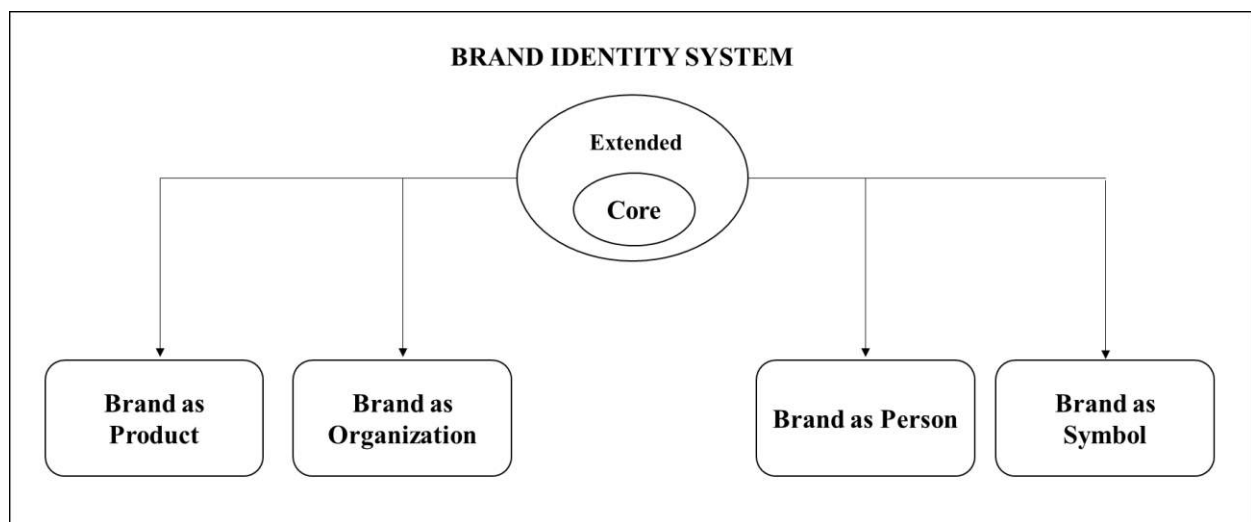 BRAND IDENTITY SYSTEM
Extended
Core
Brand as
Product
Brand as
Organization
Brand as Person
Brand as
Symbol